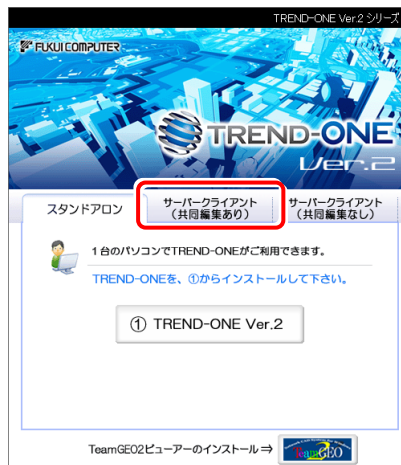 TREND-ONE Ver.2 シリーズ
FUKUI COMPUTER
TREND-ONE
Ver.2
スタンドアロン
サーバークライアント
（共同編集あり）
サーバークライアント
（共同編集なし）
1台のパソコンでTREND-ONEがご利用できます。
TREND-ONEを、①からインストールして下さい。
① TREND-ONE Ver.2
TeamGEO2ビューアーのインストール ⇒
TeamGEO